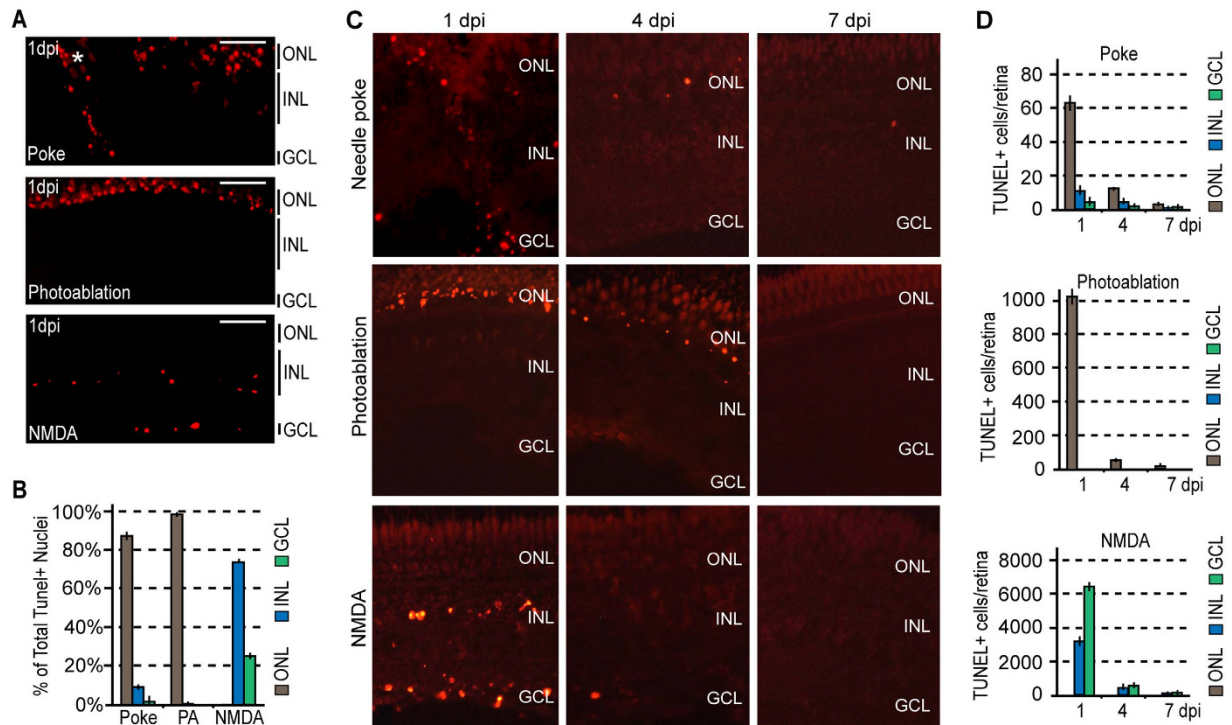 A
1dpi
*
ONL
INL
Poke
GCL
1dpi
ONL
INL
Photoablation
GCL
1dpi
ONL
INL
NMDA
GCL
B
% of Total Tunel+ Nuclei
100%
80%
60%
40%
20%
0%
Poke PA NMDA
GCL
INL
ONL
C
1 dpi 4 dpi 7 dpi
Needle poke
ONL ONL ONL
INL INL INL
GCL GCL GCL
Photoablation
ONL ONL ONL
INL INL INL
GCL GCL GCL
NMDA
ONL ONL ONL
INL INL INL
GCL GCL GCL
D
Poke
TUNEL+ cells/retina
80
60
40
20
0
1 4 7 dpi
GCL
INL
ONL
Photoablation
TUNEL+ cells/retina
1000
800
600
400
200
0
1 4 7 dpi
GCL
INL
ONL
NMDA
TUNEL+ cells/retina
8000
6000
4000
2000
0
1 4 7 dpi
GCL
INL
ONL